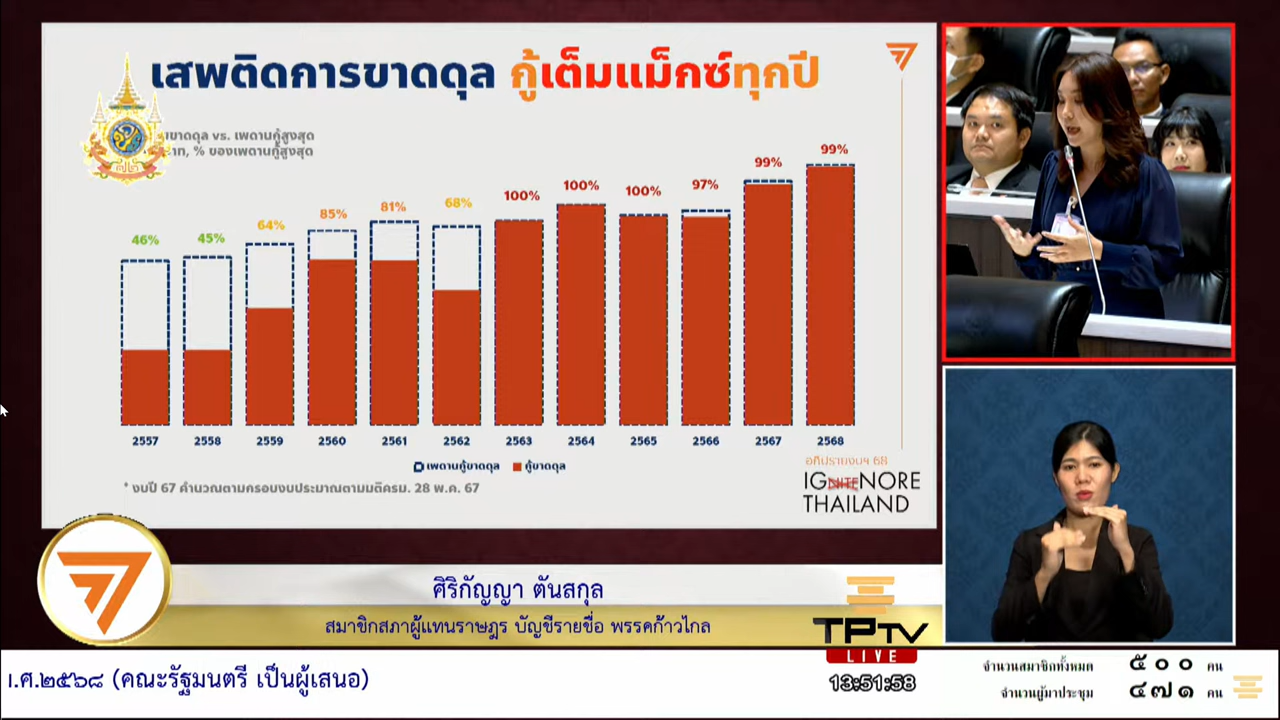 เสพติดการขาดดุล กู้เต็มแม็กซ์ทุกปี
ขาดดุล vs. เพดานกู้สูงสุด
% ของเพดานกู้สูงสุด
46% 45% 64% 85% 81% 68% 100% 100% 100% 97% 99% 99%
2557 2558 2559 2560 2561 2562 2563 2564 2565 2566 2567 2568
เพดานกู้ขาดดุล กู้ขาดดุล
* งบปี 67 คำนวณตามกรอบงบประมาณตามมติครม. 28 พ.ค. 67
อภิปรายงบฯ 68
IGNITENORE
THAILAND
ศิริกัญญา ตันสกุล
สมาชิกสภาผู้แทนราษฎร บัญชีรายชื่อ พรรคก้าวไกล
TPTV
LIVE
13:51:58
.ศ.๒๕๖๘ (คณะรัฐมนตรี เป็นผู้เสนอ)
จำนวนสมาชิกทั้งหมด ๕๐๐ คน
จำนวนผู้มาประชุม ๔๗๑ คน